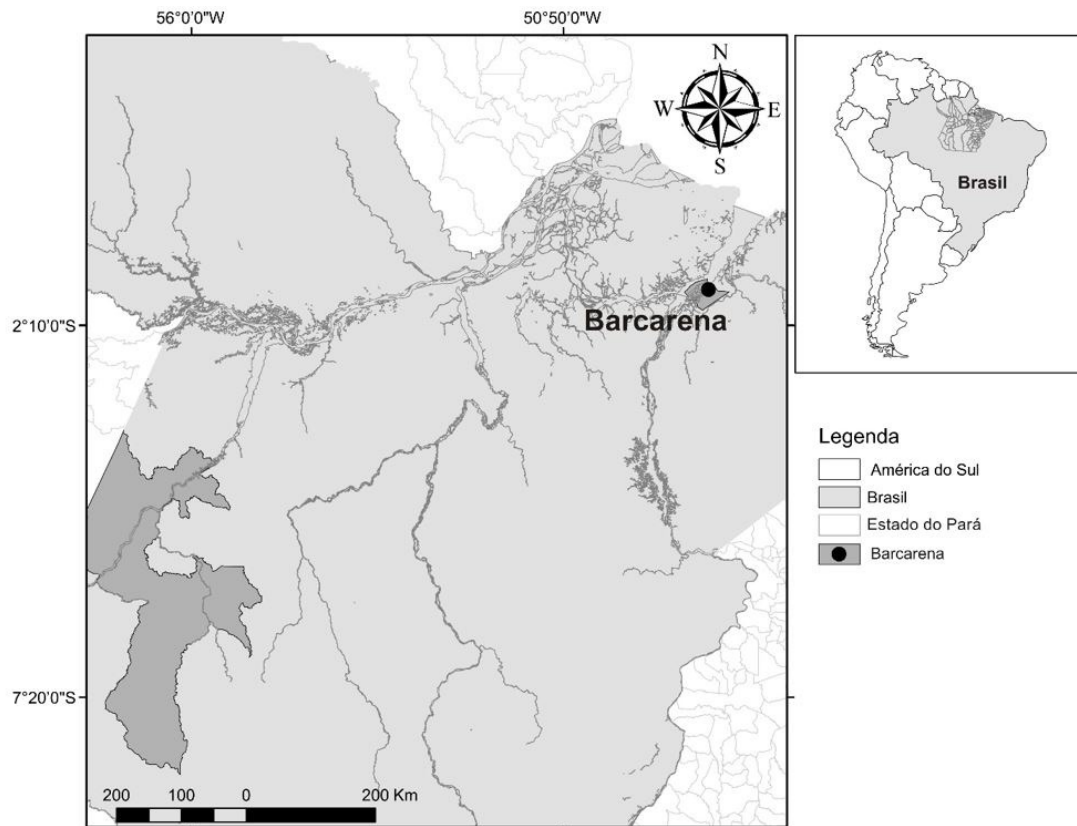 56°0'0"W
50°50'0"W
N
W
E
S
Brasil
Barcarena
2°10'0"S
7°20'0"S
200
100
0
200 Km
Legenda
América do Sul
Brasil
Estado do Pará
Barcarena